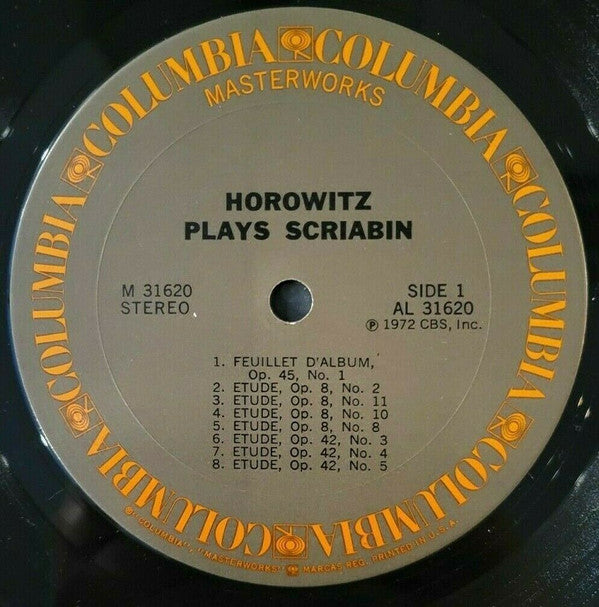 COLUMBIA COLUMBIA COLUMBIA COLUMBIA COLUMBIA COLUMBIA COLUMBIA COLUMBIA
MASTERWORKS
HOROWITZ
PLAYS SCRIABIN
M 31620
STEREO
SIDE 1
AL 31620
℗ 1972 CBS, Inc.
1. FEUILLET D'ALBUM,
Op. 45, No. 1
2. ETUDE, Op. 8, No. 2
3. ETUDE, Op. 8, No. 11
4. ETUDE, Op. 8, No. 10
5. ETUDE, Op. 8, No. 8
6. ETUDE, Op. 42, No. 3
7. ETUDE, Op. 42, No. 4
8. ETUDE, Op. 42, No. 5
"COLUMBIA", "MASTERWORKS", MARCAS REG. PRINTED IN U.S.A.